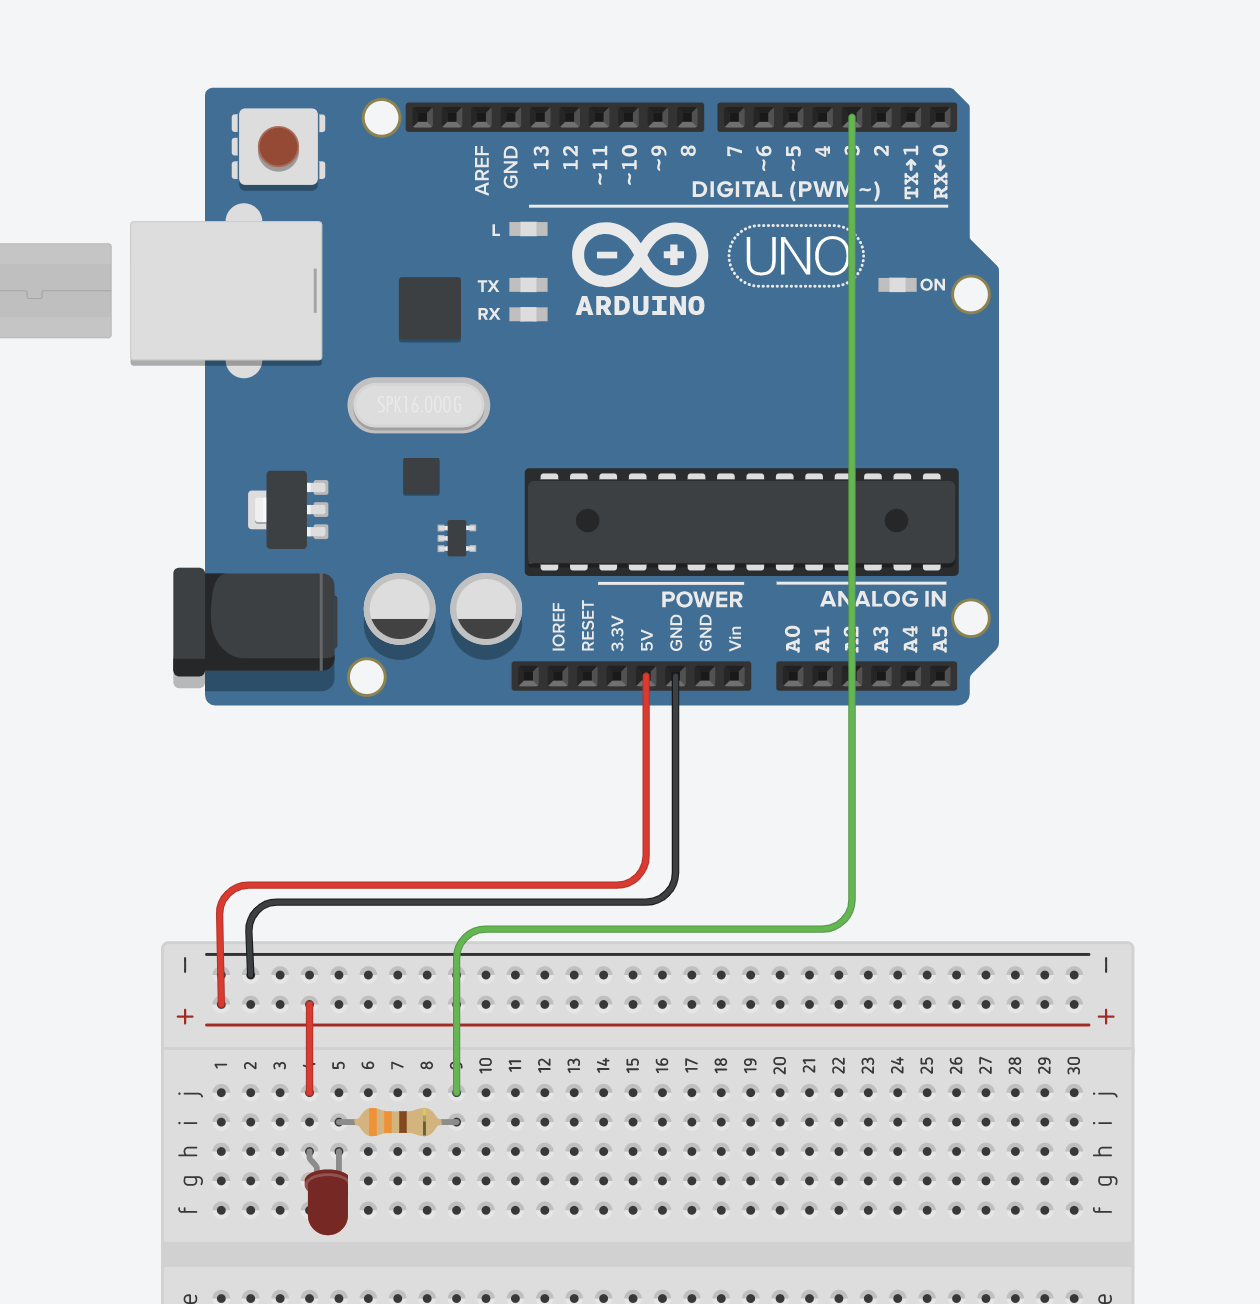 AREF
GND
13
12
~11
~10
~9
8
7
~6
~5
4
3
2
TX→1
RX←0
DIGITAL (PWM ~)
L
TX
RX
ARDUINO
UNO
ON
SPK16.000G
POWER
ANALOG IN
IOREF
RESET
3.3V
5V
GND
GND
Vin
A0
A1
A2
A3
A4
A5
− −
+ +
1 2 3 4 5 6 7 8 9 10 11 12 13 14 15 16 17 18 19 20 21 22 23 24 25 26 27 28 29 30
j j
i i
h h
g g
f f
e e